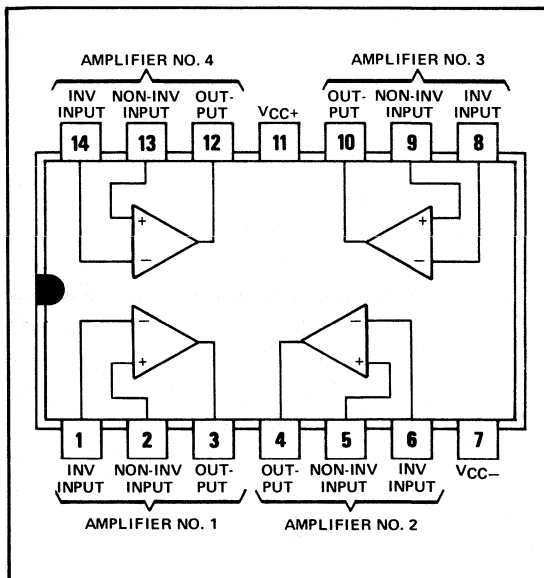 AMPLIFIER NO. 4 AMPLIFIER NO. 3
INV INPUT NON-INV INPUT OUT-PUT VCC+ OUT-PUT NON-INV INPUT INV INPUT
14 13 12 11 10 9 8
+ +
− −
− −
+ +
1 2 3 4 5 6 7
INV INPUT NON-INV INPUT OUT-PUT OUT-PUT NON-INV INPUT INV INPUT VCC−
AMPLIFIER NO. 1 AMPLIFIER NO. 2